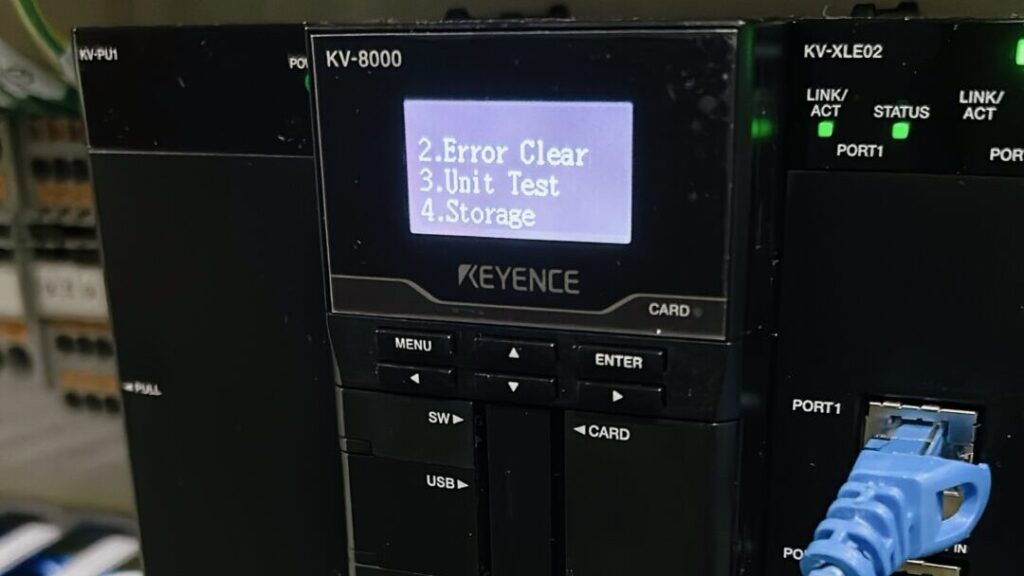 KV-PU1
KV-8000
2.Error Clear
3.Unit Test
4.Storage
KEYENCE
CARD
MENU
▲
ENTER
◀
▼
▶
SW▶
◀CARD
USB▶
◀PULL
KV-XLE02
LINK/
ACT
STATUS
LINK/
ACT
PORT1
PORT1
IN